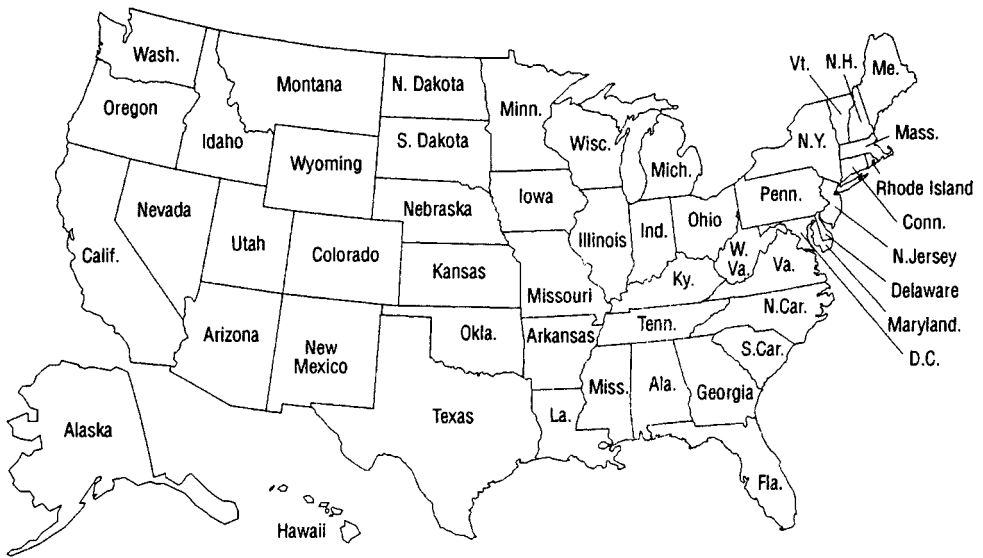 Wash.
Montana
N. Dakota
Minn.
Vt.
N.H.
Me.
Oregon
Idaho
Wyoming
S. Dakota
Wisc.
Mich.
N.Y.
Mass.
Rhode Island
Conn.
N.Jersey
Delaware
Maryland.
D.C.
Nevada
Utah
Colorado
Nebraska
Iowa
Illinois
Ind.
Ohio
Penn.
Calif.
Kansas
Missouri
Ky.
W.
Va.
Va.
Arizona
New
Mexico
Okla.
Arkansas
Tenn.
N.Car.
S.Car.
Texas
La.
Miss.
Ala.
Georgia
Fla.
Alaska
Hawaii